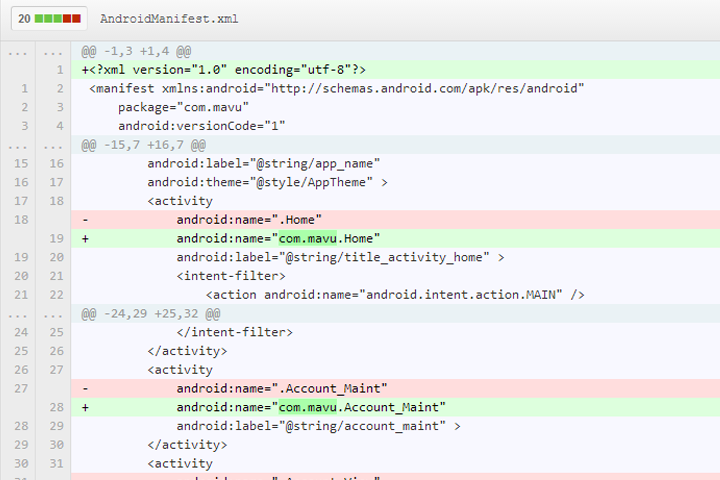 20 AndroidManifest.xml
... ... @@ -1,3 +1,4 @@
1 +<?xml version="1.0" encoding="utf-8"?>
1 2 <manifest xmlns:android="http://schemas.android.com/apk/res/android"
2 3 package="com.mavu"
3 4 android:versionCode="1"
... ... @@ -15,7 +16,7 @@
15 16 android:label="@string/app_name"
16 17 android:theme="@style/AppTheme" >
17 18 <activity
18 - android:name=".Home"
19 + android:name="com.mavu.Home"
19 20 android:label="@string/title_activity_home" >
20 21 <intent-filter>
21 22 <action android:name="android.intent.action.MAIN" />
... ... @@ -24,29 +25,32 @@
24 25 </intent-filter>
25 26 </activity>
26 27 <activity
27 - android:name=".Account_Maint"
28 + android:name="com.mavu.Account_Maint"
28 29 android:label="@string/account_maint" >
29 30 </activity>
30 31 <activity